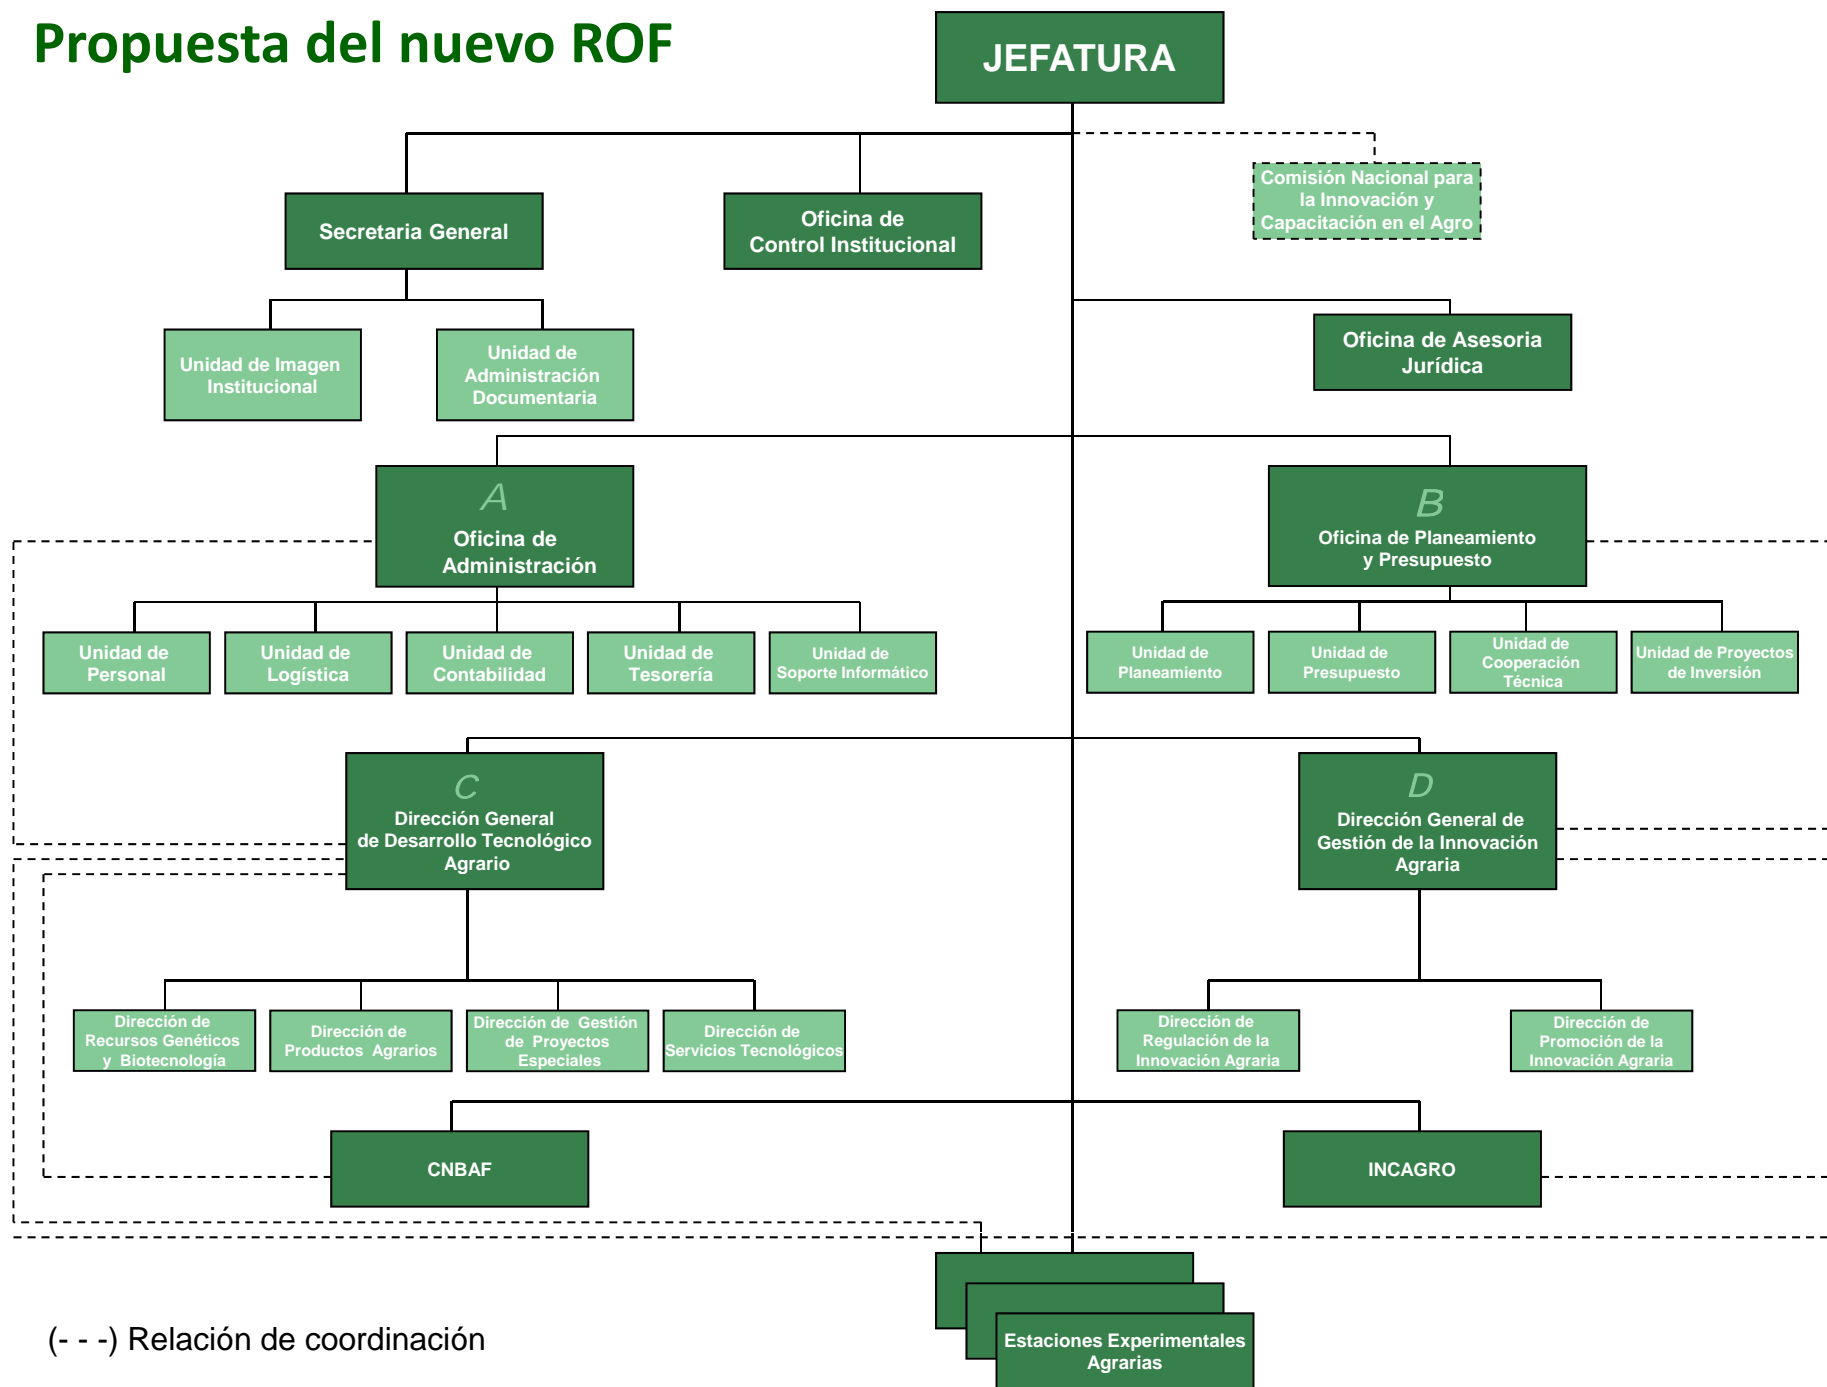 Propuesta del nuevo ROF
JEFATURA
Comisión Nacional para
la Innovación y
Capacitación en el Agro
Secretaria General
Oficina de
Control Institucional
Unidad de Imagen
Institucional
Unidad de
Administración
Documentaria
Oficina de Asesoria
Jurídica
A
Oficina de
Administración
B
Oficina de Planeamiento
y Presupuesto
Unidad de
Personal
Unidad de
Logística
Unidad de
Contabilidad
Unidad de
Tesorería
Unidad de
Soporte Informático
Unidad de
Planeamiento
Unidad de
Presupuesto
Unidad de
Cooperación
Técnica
Unidad de Proyectos
de Inversión
C
Dirección General
de Desarrollo Tecnológico
Agrario
D
Dirección General de
Gestión de la Innovación
Agraria
Dirección de
Recursos Genéticos
y Biotecnología
Dirección de
Productos Agrarios
Dirección de Gestión
de Proyectos
Especiales
Dirección de
Servicios Tecnológicos
Dirección de
Regulación de la
Innovación Agraria
Dirección de
Promoción de la
Innovación Agraria
CNBAF
INCAGRO
Estaciones Experimentales
Agrarias
(- - -) Relación de coordinación